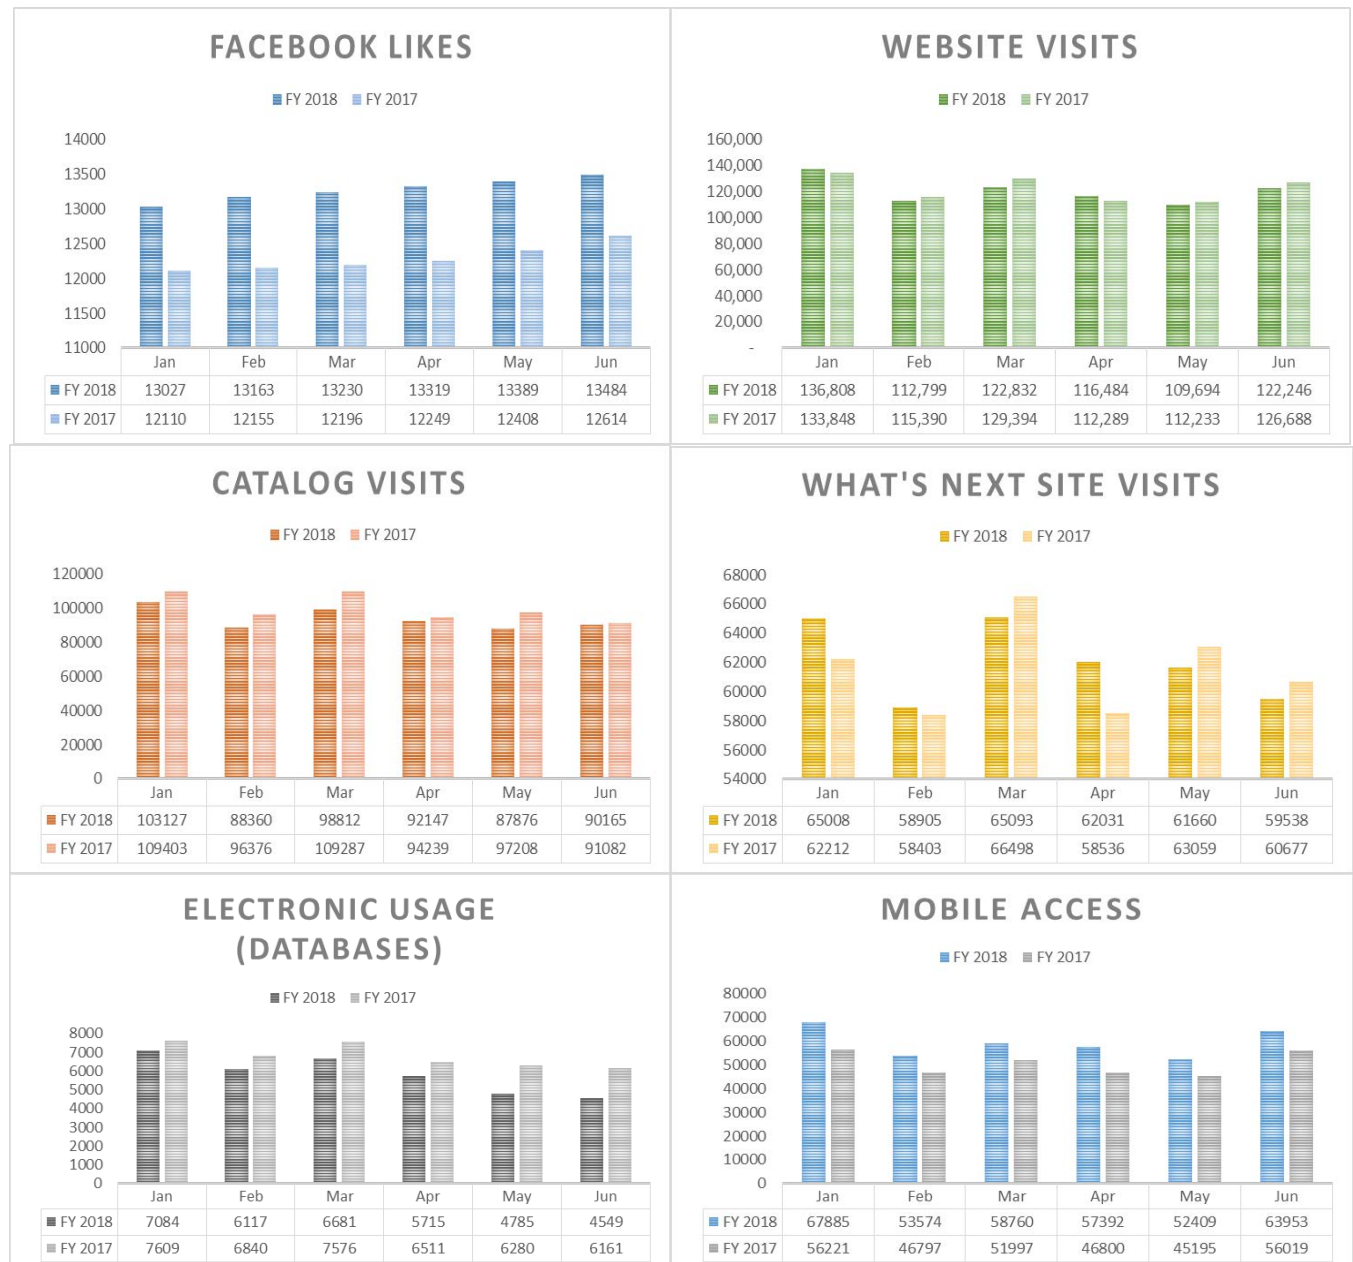 FACEBOOK LIKES
FY 2018 FY 2017
14000
13500
13000
12500
12000
11500
11000
Jan Feb Mar Apr May Jun
FY 2018 13027 13163 13230 13319 13389 13484
FY 2017 12110 12155 12196 12249 12408 12614
WEBSITE VISITS
FY 2018 FY 2017
160,000
140,000
120,000
100,000
80,000
60,000
40,000
20,000
-
Jan Feb Mar Apr May Jun
FY 2018 136,808 112,799 122,832 116,484 109,694 122,246
FY 2017 133,848 115,390 129,394 112,289 112,233 126,688
CATALOG VISITS
FY 2018 FY 2017
120000
100000
80000
60000
40000
20000
0
Jan Feb Mar Apr May Jun
FY 2018 103127 88360 98812 92147 87876 90165
FY 2017 109403 96376 109287 94239 97208 91082
WHAT'S NEXT SITE VISITS
FY 2018 FY 2017
68000
66000
64000
62000
60000
58000
56000
54000
Jan Feb Mar Apr May Jun
FY 2018 65008 58905 65093 62031 61660 59538
FY 2017 62212 58403 66498 58536 63059 60677
ELECTRONIC USAGE
(DATABASES)
FY 2018 FY 2017
8000
7000
6000
5000
4000
3000
2000
1000
0
Jan Feb Mar Apr May Jun
FY 2018 7084 6117 6681 5715 4785 4549
FY 2017 7609 6840 7576 6511 6280 6161
MOBILE ACCESS
FY 2018 FY 2017
80000
70000
60000
50000
40000
30000
20000
10000
0
Jan Feb Mar Apr May Jun
FY 2018 67885 53574 58760 57392 52409 63953
FY 2017 56221 46797 51997 46800 45195 56019